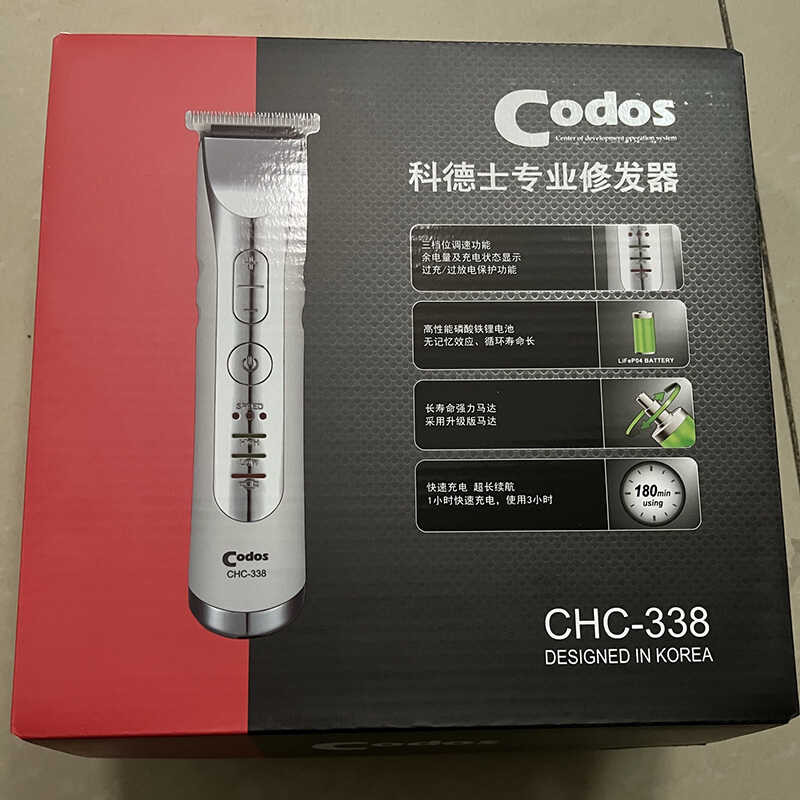 Codos
Center of development operation system
科德士专业修发器
三档位调速功能
余电量及充电状态显示
过充/过放电保护功能
高性能磷酸铁锂电池
无记忆效应、循环寿命长
LiFePO4 BATTERY
长寿命强力马达
采用升级版马达
快速充电 超长续航
1小时快速充电，使用3小时
180min
using
SPEED
Codos
CHC-338
CHC-338
DESIGNED IN KOREA
Codos